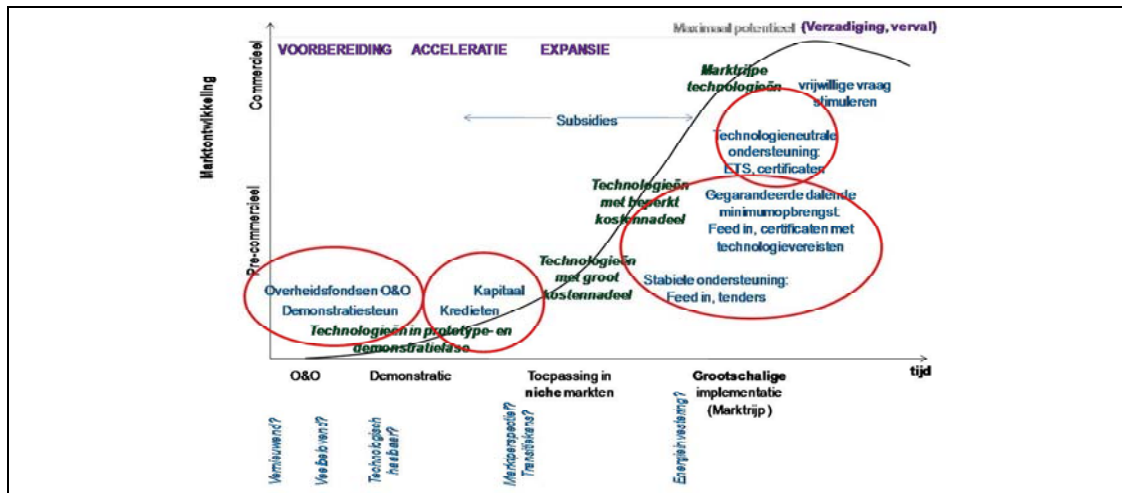 Maximaal potentieel (Verzadiging, verval)
VOORBEREIDING ACCELERATIE EXPANSIE
Commercieel
Marktontwikkeling
Pre-commercieel
Marktrijpe
technologieën
vrijwillige vraag
stimuleren
Subsidies
Technologieneutrale
ondersteuning:
ETS, certificaten
Technologieën
met beperkt
kostennadeel
Gegarandeerde dalende
minimumopbrengst:
Feed in, certificaten met
technologievereisten
Technologieën
met groot
kostennadeel
Stabiele ondersteuning:
Feed in, tenders
Overheidsfondsen O&O
Demonstratiesteun
Kapitaal
Kredieten
Technologieën in prototype- en
demonstratiefase
tijd
O&O
Demonstratie
Toepassing in
niche markten
Grootschalige
implementatie
(Marktrijp)
Vernieuwend?
Veelbelovend?
Technologisch
haalbaar?
Marktperspectief?
Transitiekans?
Energieinvestering?